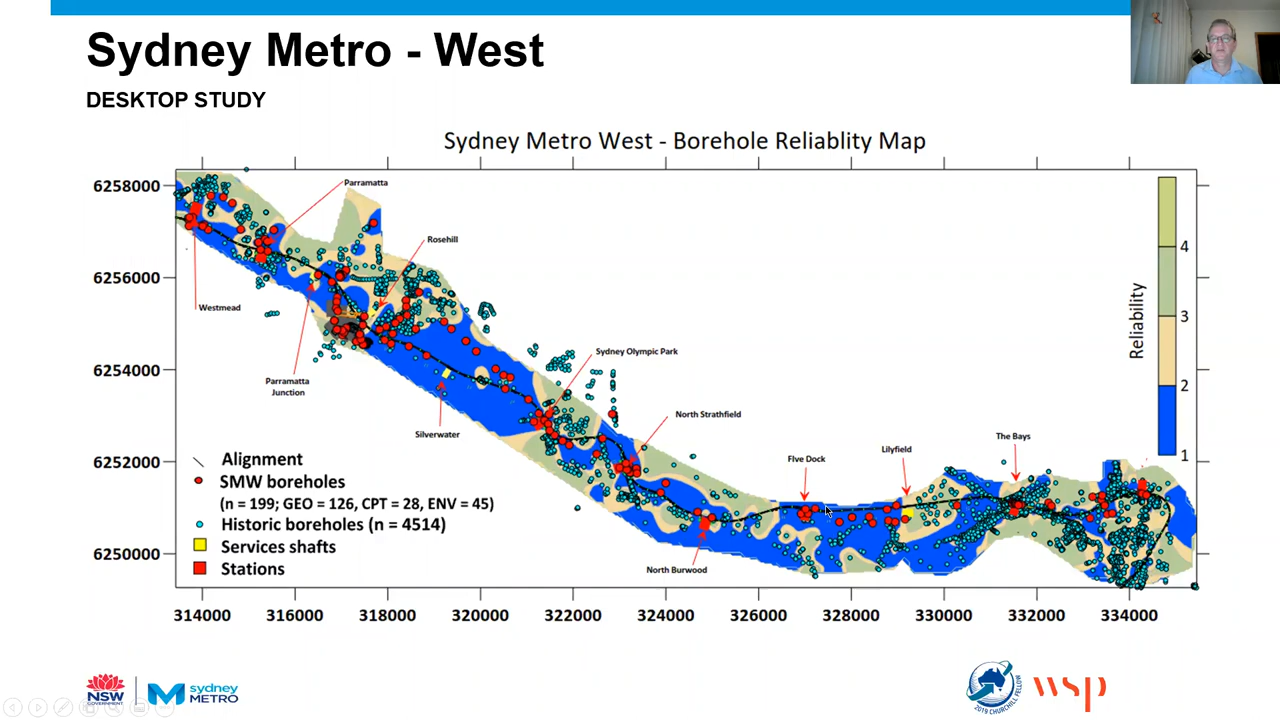 Sydney Metro - West
DESKTOP STUDY
Sydney Metro West - Borehole Reliablity Map
6258000
6256000
6254000
6252000
6250000
Parramatta
Rosehill
Westmead
Parramatta
Junction
Silverwater
Sydney Olympic Park
North Strathfield
North Burwood
FIve Dock
Lilyfield
The Bays
Reliability
4
3
2
1
Alignment
SMW boreholes
(n = 199; GEO = 126, CPT = 28, ENV = 45)
Historic boreholes (n = 4514)
Services shafts
Stations
314000 316000 318000 320000 322000 324000 326000 328000 330000 332000 334000
NSW
GOVERNMENT
sydney
METRO
2019 CHURCHILL FELLOW
wsp